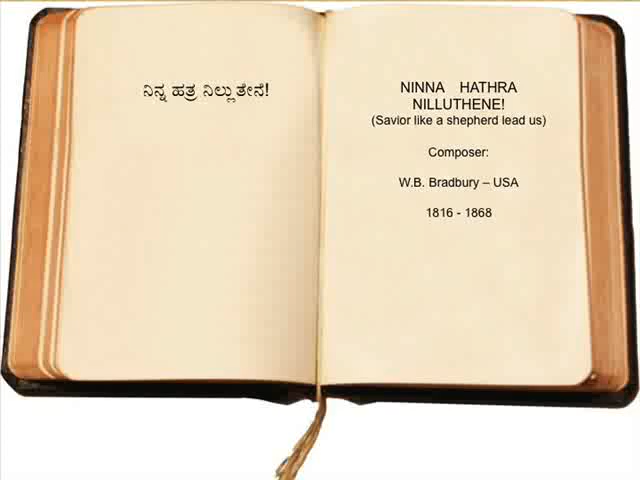 ನಿನ್ನ ಹತ್ರ ನಿಲ್ಲುತೇನೆ!
NINNA HATHRA
NILLUTHENE!
(Savior like a shepherd lead us)
Composer:
W.B. Bradbury – USA
1816 - 1868